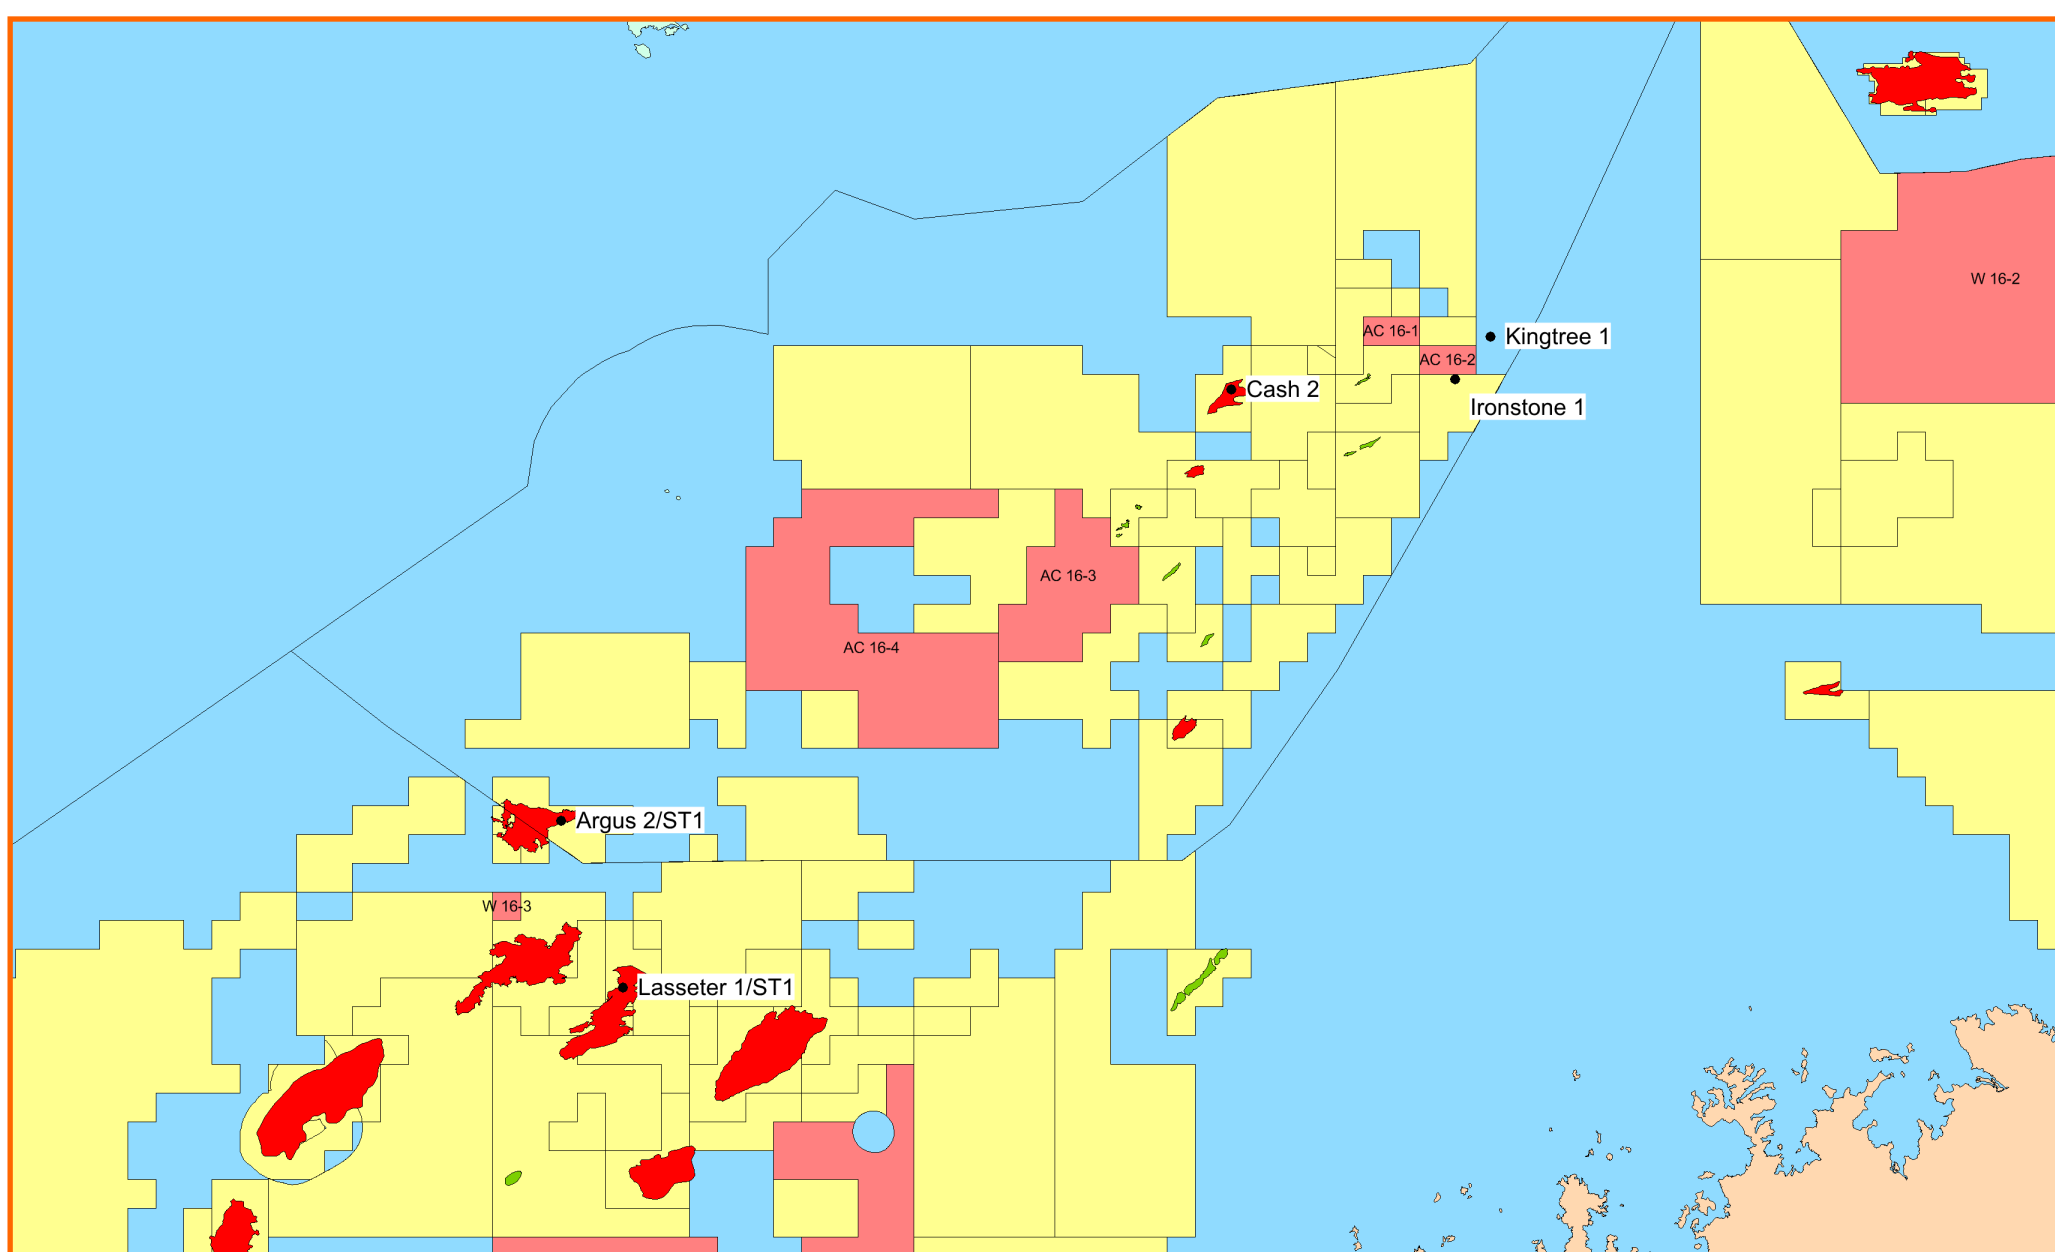 W 16-2
AC 16-1
Kingtree 1
AC 16-2
Cash 2
Ironstone 1
AC 16-3
AC 16-4
Argus 2/ST1
W 16-3
Lasseter 1/ST1